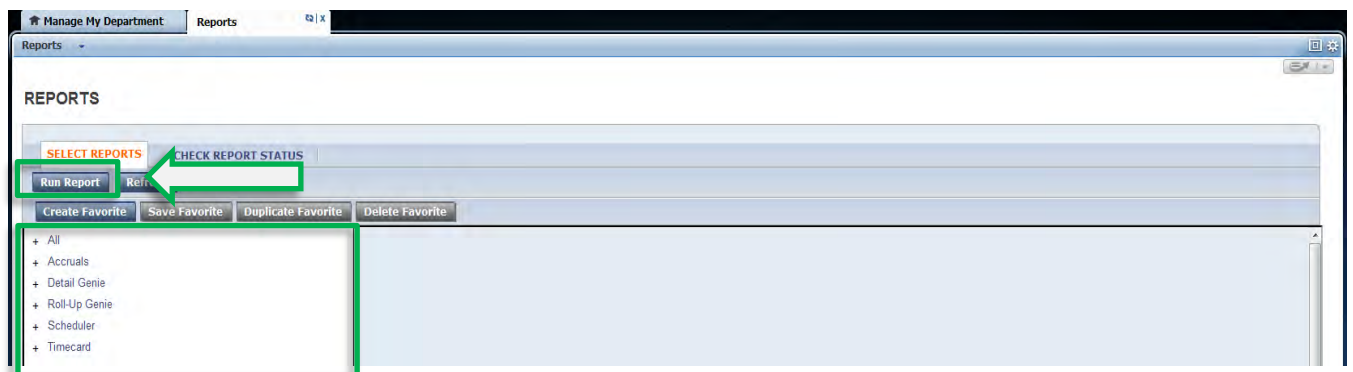 Manage My Department Reports x
Reports
REPORTS
SELECT REPORTS CHECK REPORT STATUS
Run Report
Create Favorite Save Favorite Duplicate Favorite Delete Favorite
+ All
+ Accruals
+ Detail Genie
+ Roll-Up Genie
+ Scheduler
+ Timecard